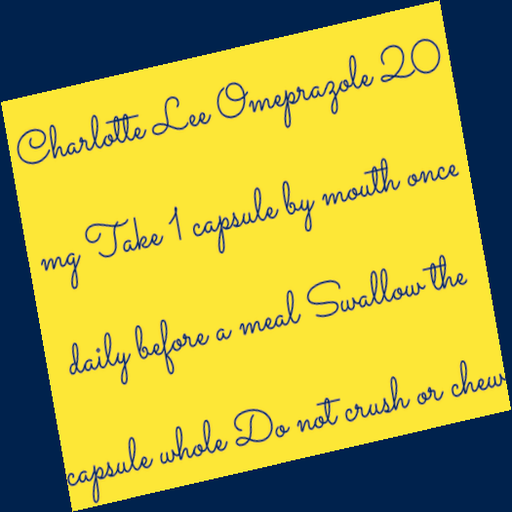 Charlotte Lee Omeprazole 20
mg Take 1 capsule by mouth once
daily before a meal Swallow the
capsule whole Do not crush or chew